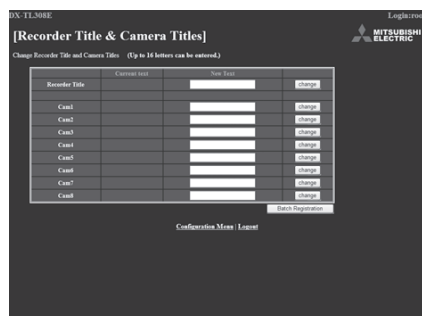 DX-TL308E Login:roo
[Recorder Title & Camera Titles]
MITSUBISHI
ELECTRIC
Change Recorder Title and Camera Titles (Up to 16 letters can be entered.)
Current text New Text
Recorder Title change
Cam1 change
Cam2 change
Cam3 change
Cam4 change
Cam5 change
Cam6 change
Cam7 change
Cam8 change
Batch Registration
Configuration Menu | Logout